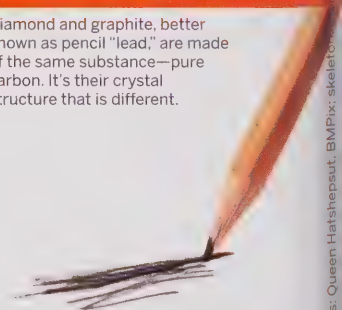 iamond and graphite, better
nown as pencil "lead," are made
f the same substance—pure
arbon. It's their crystal
tructure that is different.
s: Queen Hatshepsut, BMPix; skeleton